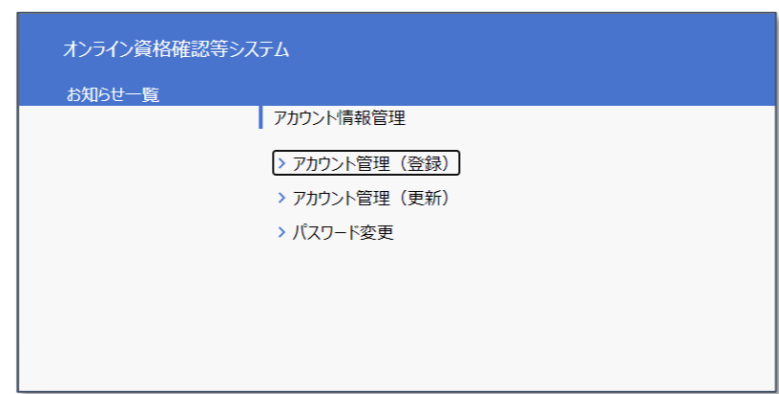 オンライン資格確認等システム
お知らせ一覧
アカウント情報管理
アカウント管理（登録）
アカウント管理（更新）
パスワード変更